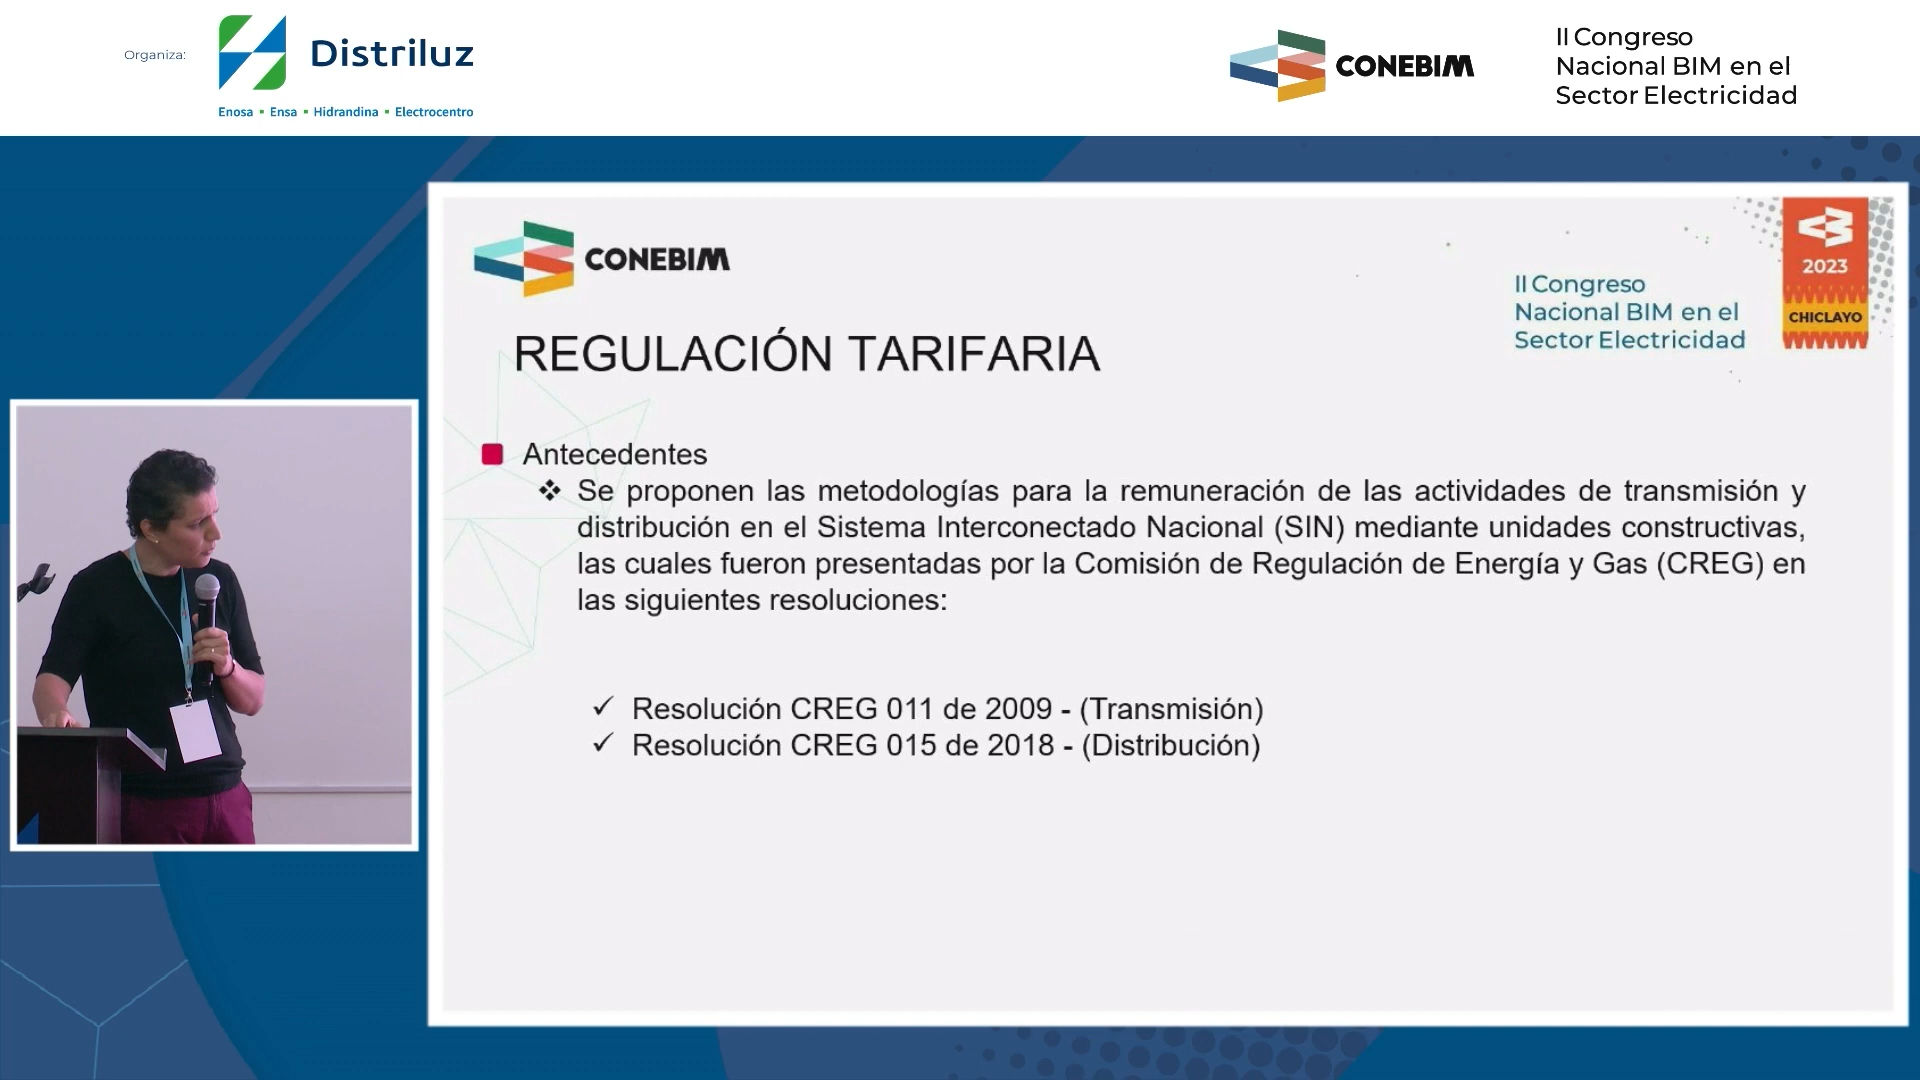 Organiza:
Distriluz
Enosa ▪ Ensa ▪ Hidrandina ▪ Electrocentro
CONEBIM
II Congreso
Nacional BIM en el
Sector Electricidad
CONEBIM
2023
CHICLAYO
II Congreso
Nacional BIM en el
Sector Electricidad
REGULACIÓN TARIFARIA
Antecedentes
❖ Se proponen las metodologías para la remuneración de las actividades de transmisión y
distribución en el Sistema Interconectado Nacional (SIN) mediante unidades constructivas,
las cuales fueron presentadas por la Comisión de Regulación de Energía y Gas (CREG) en
las siguientes resoluciones:
✓ Resolución CREG 011 de 2009 - (Transmisión)
✓ Resolución CREG 015 de 2018 - (Distribución)